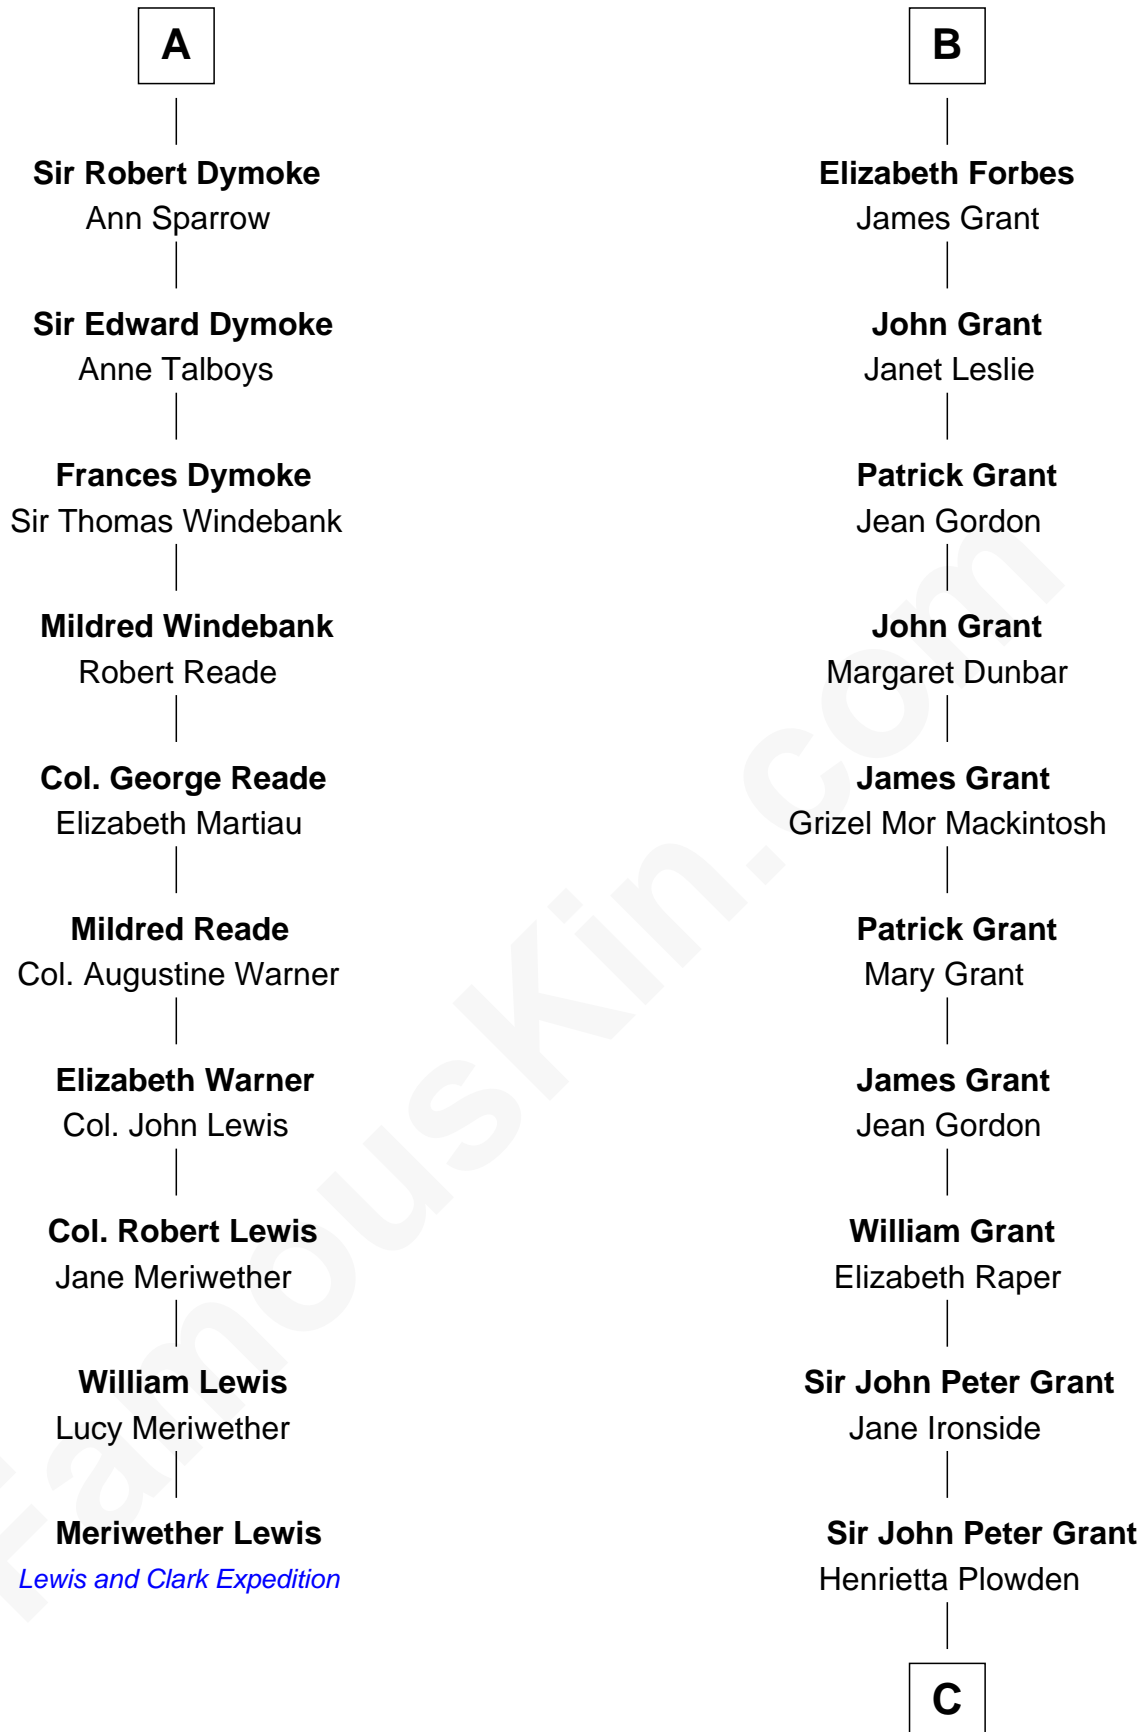 A
Sir Robert Dymoke
Ann Sparrow
Sir Edward Dymoke
Anne Talboys
Frances Dymoke
Sir Thomas Windebank
Mildred Windebank
Robert Reade
Col. George Reade
Elizabeth Martiau
Mildred Reade
Col. Augustine Warner
Elizabeth Warner
Col. John Lewis
Col. Robert Lewis
Jane Meriwether
William Lewis
Lucy Meriwether
Meriwether Lewis
Lewis and Clark Expedition
B
Elizabeth Forbes
James Grant
John Grant
Janet Leslie
Patrick Grant
Jean Gordon
John Grant
Margaret Dunbar
James Grant
Grizel Mor Mackintosh
Patrick Grant
Mary Grant
James Grant
Jean Gordon
William Grant
Elizabeth Raper
Sir John Peter Grant
Jane Ironside
Sir John Peter Grant
Henrietta Plowden
C
FamousKin.com